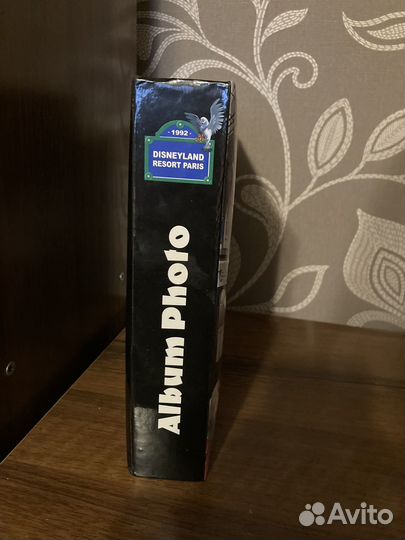 1992
DISNEYLAND
RESORT PARIS
Album Photo
Avito